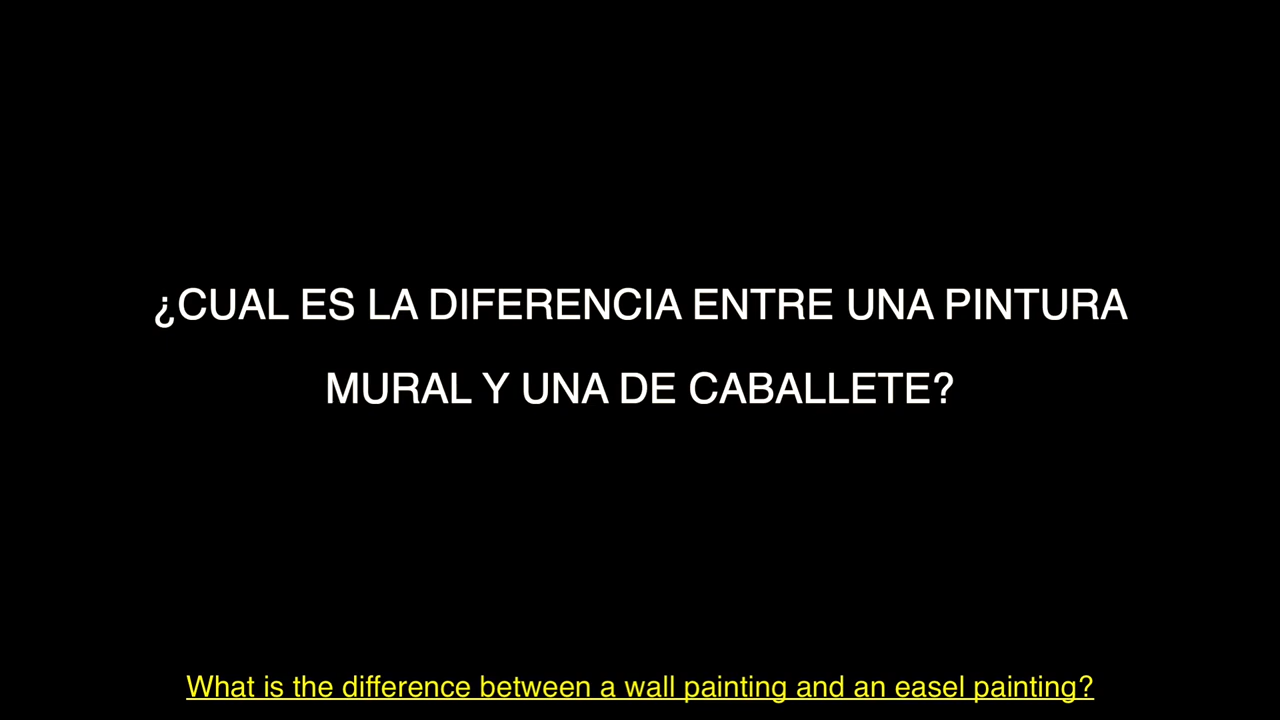 ¿CUAL ES LA DIFERENCIA ENTRE UNA PINTURA
MURAL Y UNA DE CABALLETE?
What is the difference between a wall painting and an easel painting?